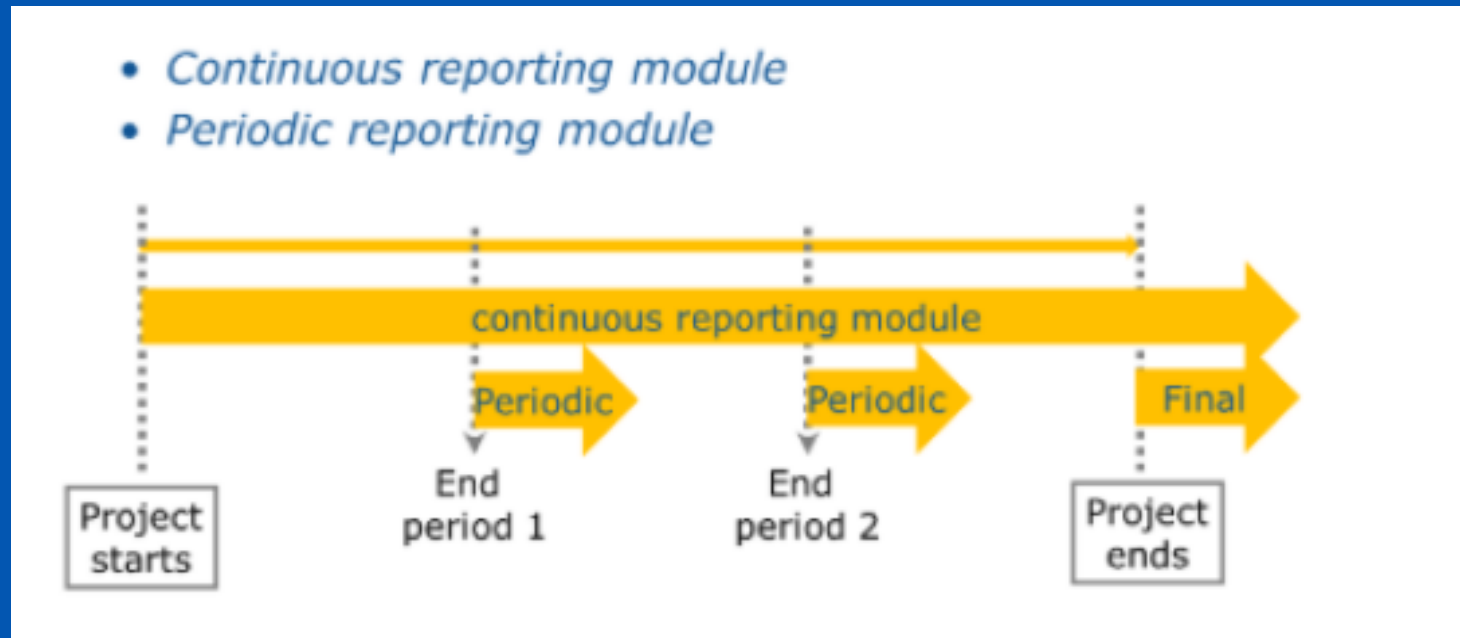 • Continuous reporting module
• Periodic reporting module
continuous reporting module
Periodic
Periodic
Final
End
period 1
End
period 2
Project
starts
Project
ends